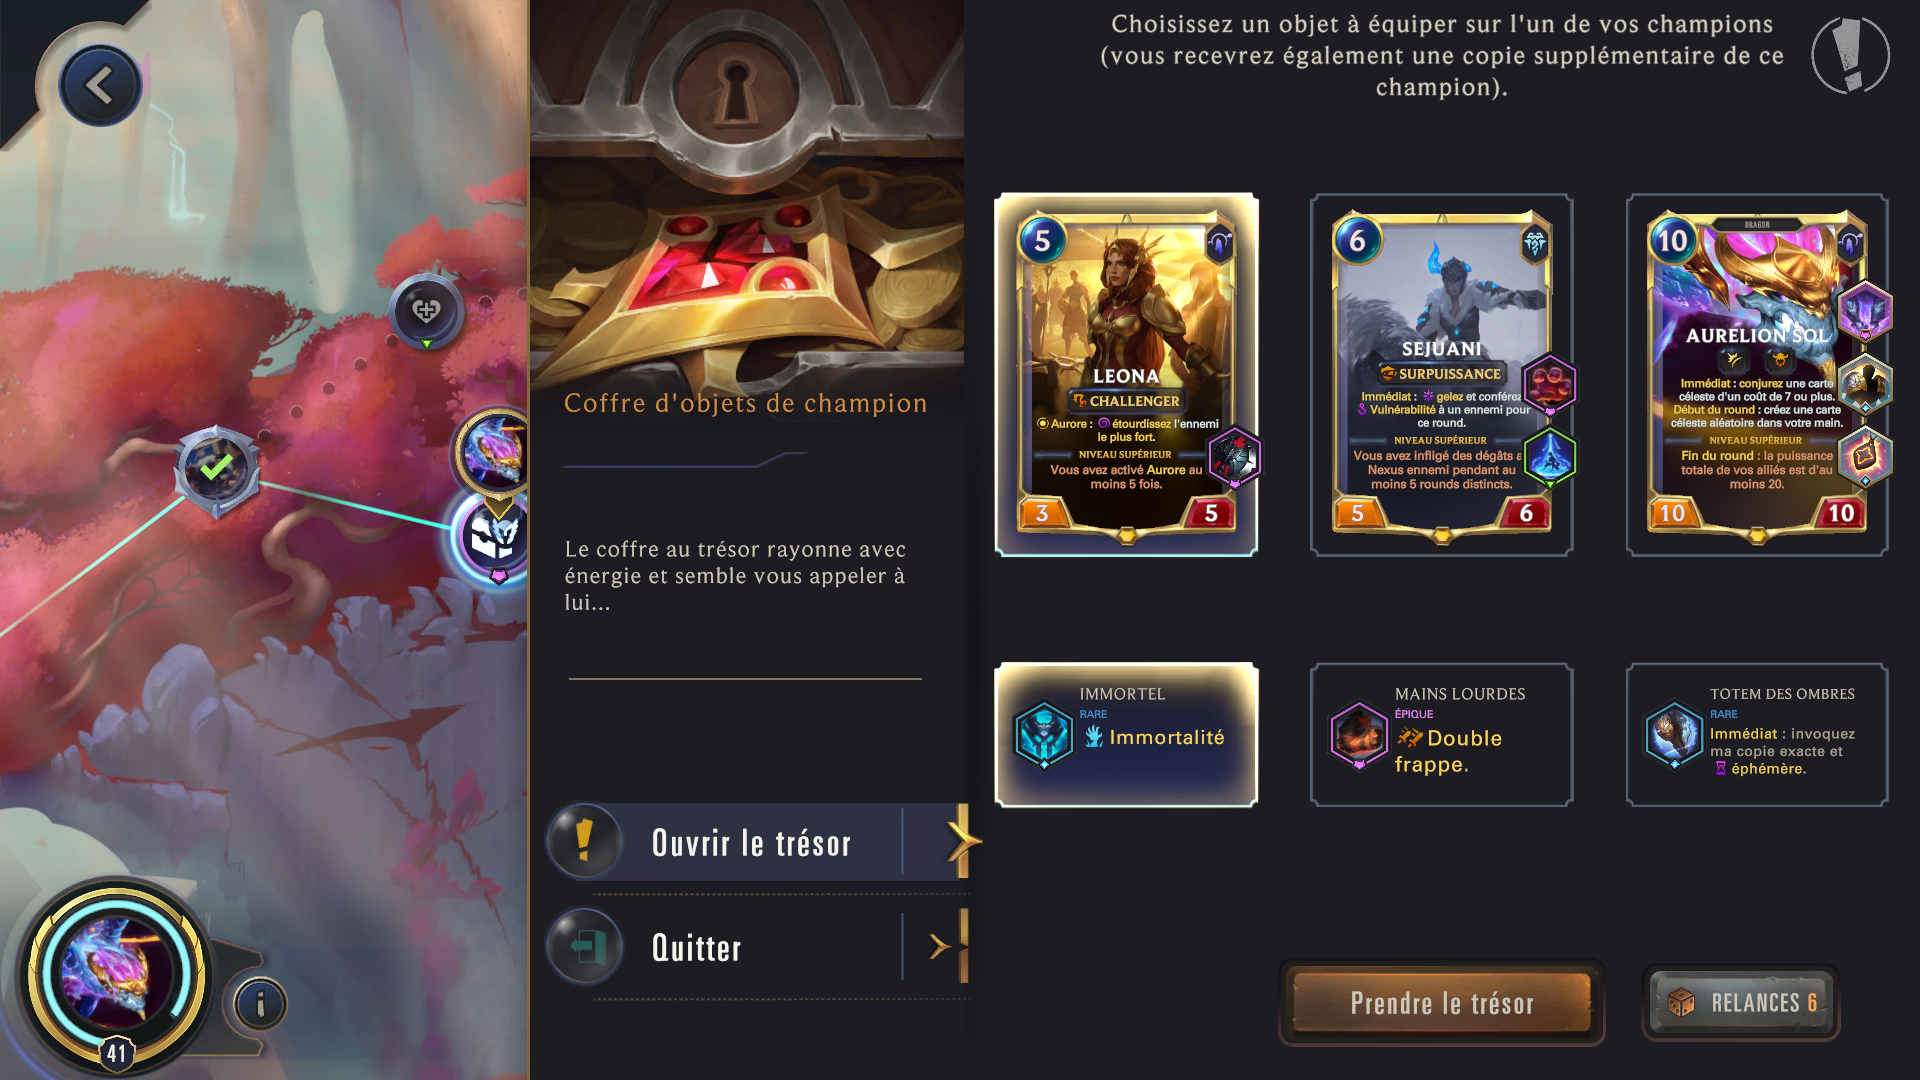 Choisissez un objet à équiper sur l'un de vos champions
(vous recevrez également une copie supplémentaire de ce
champion).
Coffre d'objets de champion
Le coffre au trésor rayonne avec
énergie et semble vous appeler à
lui...
Ouvrir le trésor
Quitter
41
5
LEONA
CHALLENGER
Aurore : étourdissez l'ennemi
le plus fort.
NIVEAU SUPÉRIEUR
Vous avez activé Aurore au
moins 5 fois.
3
5
6
SEJUANI
SURPUISSANCE
Immédiat : gelez et conférez
Vulnérabilité à un ennemi pour
ce round.
NIVEAU SUPÉRIEUR
Vous avez infligé des dégâts a
Nexus ennemi pendant au
moins 5 rounds distincts.
5
6
10
DRAGON
AURELION SOL
Immédiat : conjurez une carte
céleste d'un coût de 7 ou plus.
Début du round : créez une carte
céleste aléatoire dans votre main.
NIVEAU SUPÉRIEUR
Fin du round : la puissance
totale de vos alliés est d'au
moins 20.
10
10
IMMORTEL
RARE
Immortalité
MAINS LOURDES
ÉPIQUE
Double
frappe.
TOTEM DES OMBRES
RARE
Immédiat : invoquez
ma copie exacte et
éphémère.
Prendre le trésor
RELANCES 6